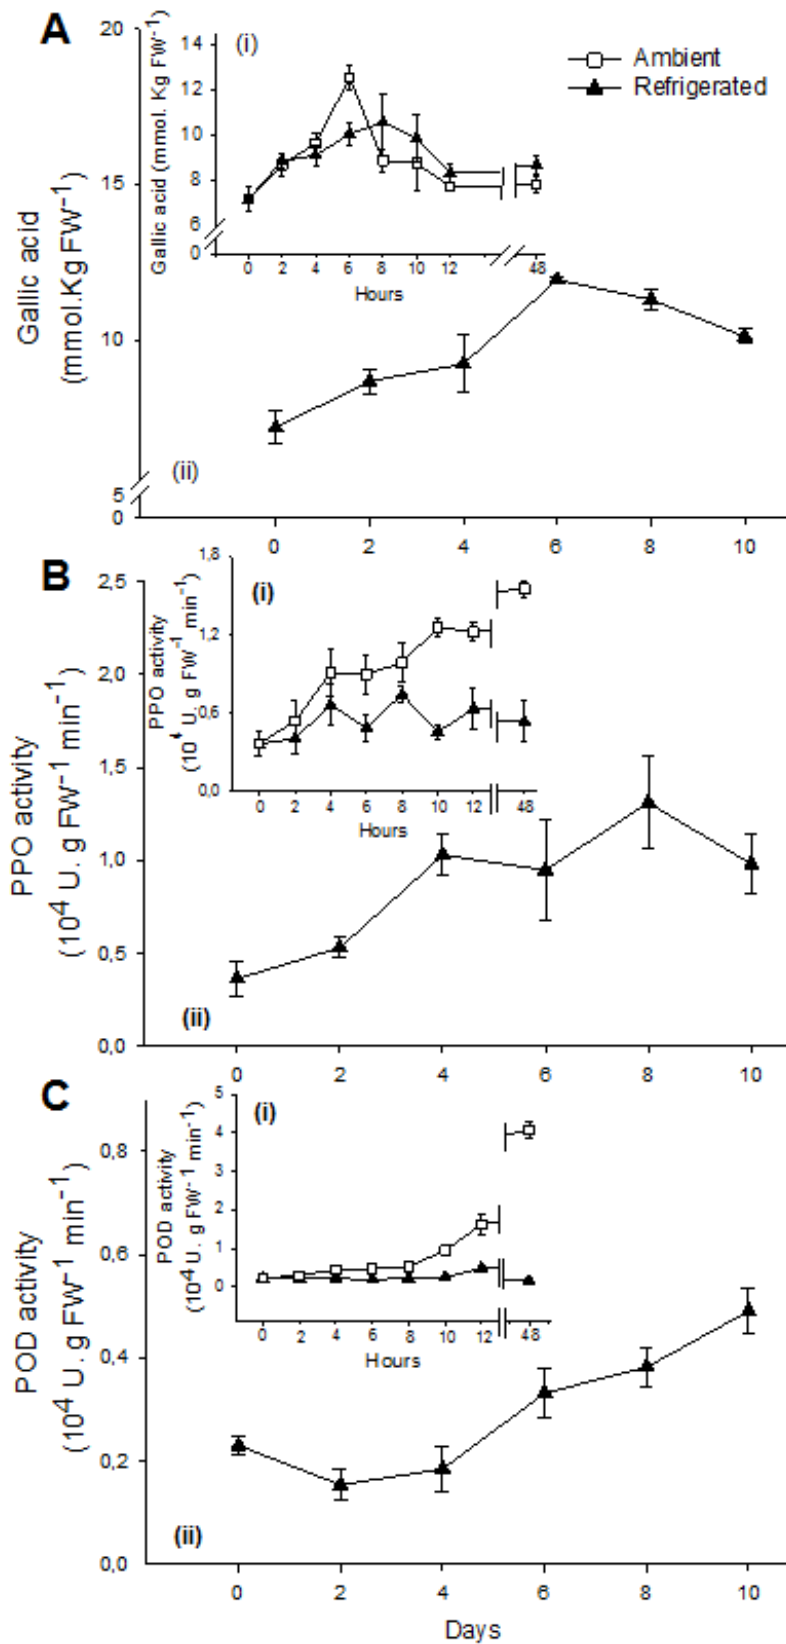 A
(i)
Ambient
Refrigerated
Gallic acid (mmol. Kg FW⁻¹)
14
12
10
8
6
0
0 2 4 6 8 10 12 48
Hours
Gallic acid
(mmol.Kg FW⁻¹)
20
15
10
5
0
(ii)
0 2 4 6 8 10
B
(i)
PPO activity
(10⁴ U. g FW⁻¹ min⁻¹)
1,8
1,2
0,6
0,0
0 2 4 6 8 10 12 48
Hours
PPO activity
(10⁴ U. g FW⁻¹ min⁻¹)
2,5
2,0
1,5
1,0
0,5
0,0
(ii)
0 2 4 6 8 10
C
(i)
POD activity
(10⁴ U. g FW⁻¹ min⁻¹)
5
4
3
2
1
0
0 2 4 6 8 10 12 48
Hours
POD activity
(10⁴ U. g FW⁻¹ min⁻¹)
0,8
0,6
0,4
0,2
0,0
(ii)
0 2 4 6 8 10
Days